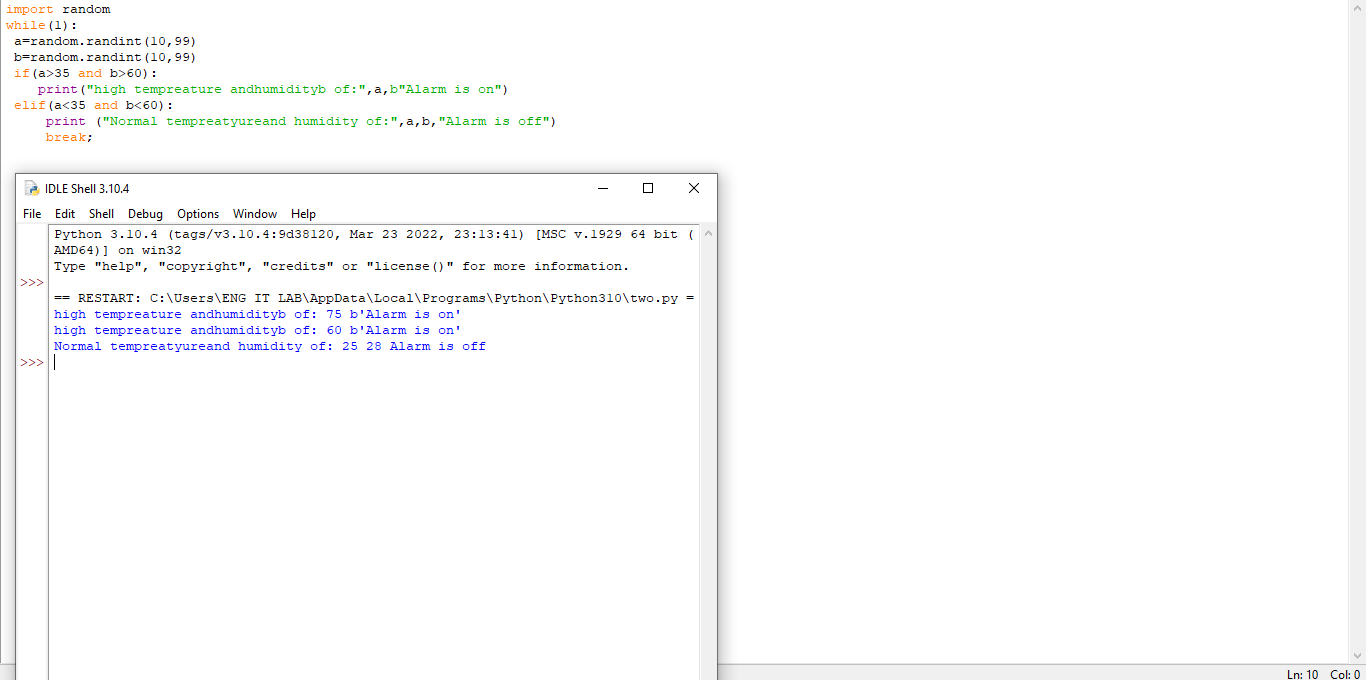 import random
while(1):
 a=random.randint(10,99)
 b=random.randint(10,99)
 if(a>35 and b>60):
    print("high tempreature andhumidityb of:",a,b"Alarm is on")
 elif(a<35 and b<60):
     print ("Normal tempreatyureand humidity of:",a,b,"Alarm is off")
     break;
IDLE Shell 3.10.4
File Edit Shell Debug Options Window Help
Python 3.10.4 (tags/v3.10.4:9d38120, Mar 23 2022, 23:13:41) [MSC v.1929 64 bit (
AMD64)] on win32
Type "help", "copyright", "credits" or "license()" for more information.
>>>
== RESTART: C:\Users\ENG IT LAB\AppData\Local\Programs\Python\Python310\two.py =
high tempreature andhumidityb of: 75 b'Alarm is on'
high tempreature andhumidityb of: 60 b'Alarm is on'
Normal tempreatyureand humidity of: 25 28 Alarm is off
>>>
Ln: 10 Col: 0